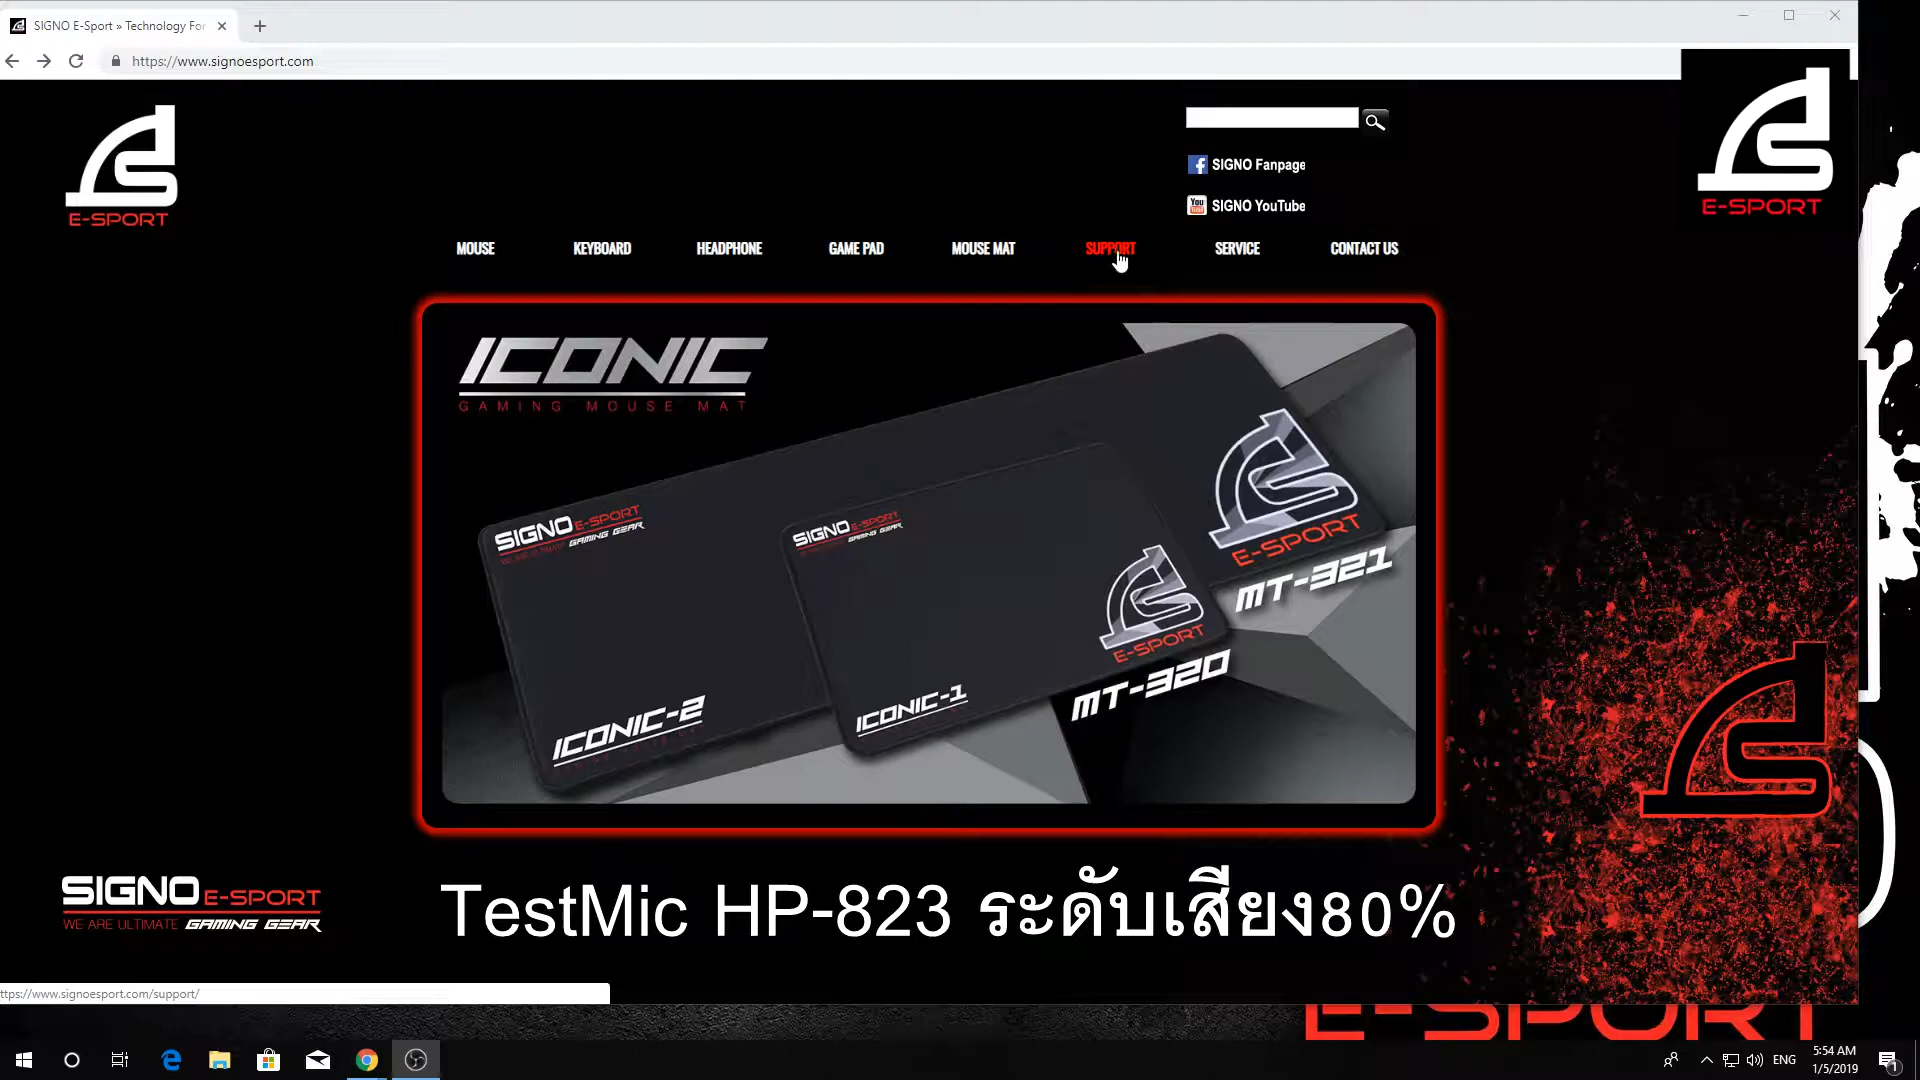 SIGNO E-Sport » Technology For
https://www.signoesport.com
E-SPORT
E-SPORT
SIGNO Fanpage
You Tube SIGNO YouTube
MOUSE KEYBOARD HEADPHONE GAME PAD MOUSE MAT SUPPORT SERVICE CONTACT US
ICONIC
GAMING MOUSE MAT
SIGNO E-SPORT
GAMING GEAR
SIGNO E-SPORT
GAMING GEAR
E-SPORT
MT-321
E-SPORT
MT-320
ICONIC-2
ICONIC-1
SIGNO E-SPORT
WE ARE ULTIMATE GAMING GEAR
TestMic HP-823 ระดับเสียง80%
ttps://www.signoesport.com/support/
E-SPORT
ENG
5:54 AM
1/5/2019
1